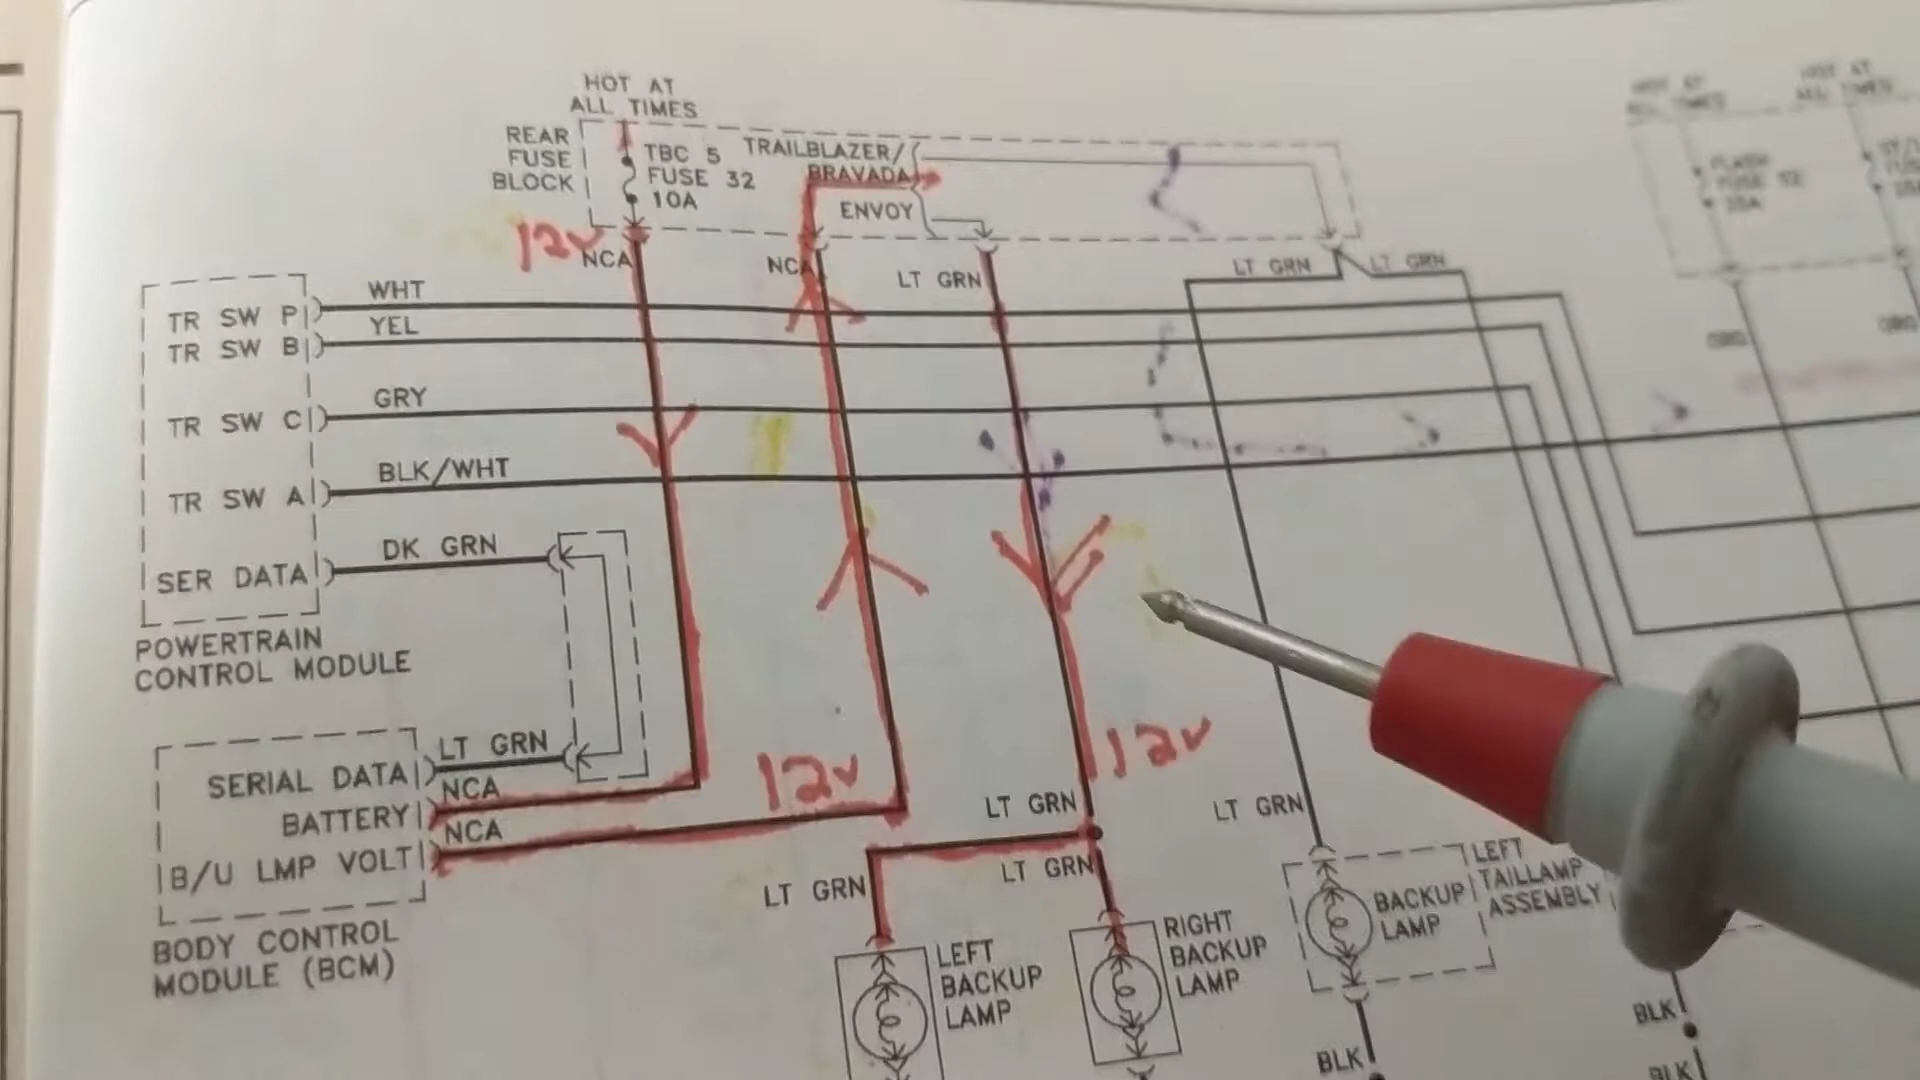 HOT AT
ALL TIMES
REAR
FUSE
BLOCK
TBC 5
FUSE 32
10A
TRAILBLAZER/
BRAVADA
ENVOY
12v
NCA
NCA
LT GRN
LT GRN
LT GRN
HOT AT
TR SW P
WHT
TR SW B
YEL
TR SW C
GRY
TR SW A
BLK/WHT
SER DATA
DK GRN
POWERTRAIN
CONTROL MODULE
SERIAL DATA
LT GRN
BATTERY
NCA
B/U LMP VOLT
NCA
BODY CONTROL
MODULE (BCM)
12v
12v
LT GRN
LT GRN
LT GRN
LT GRN
LEFT
BACKUP
LAMP
RIGHT
BACKUP
LAMP
BACKUP
LAMP
LEFT
TAILLAMP
ASSEMBLY
BLK
BLK
BLK